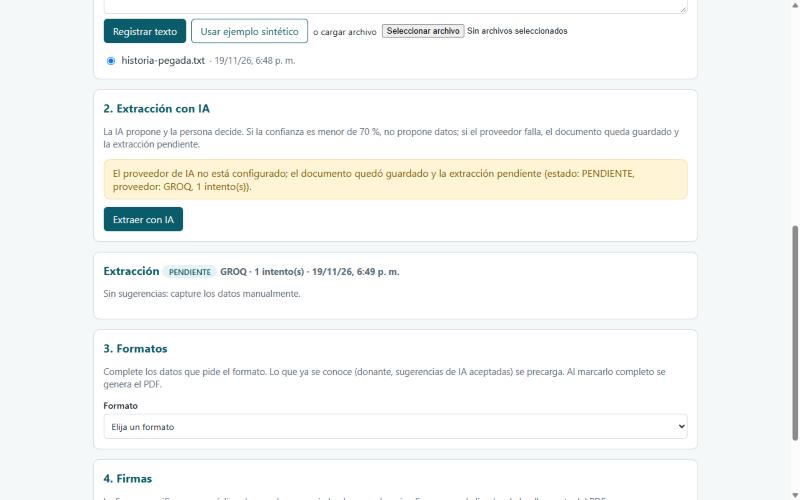 Registrar texto Usar ejemplo sintético o cargar archivo Seleccionar archivo Sin archivos seleccionados
historia-pegada.txt · 19/11/26, 6:48 p. m.
2. Extracción con IA
La IA propone y la persona decide. Si la confianza es menor de 70 %, no propone datos; si el proveedor falla, el documento queda guardado y
la extracción pendiente.
El proveedor de IA no está configurado; el documento quedó guardado y la extracción pendiente (estado: PENDIENTE,
proveedor: GROQ, 1 intento(s)).
Extraer con IA
Extracción PENDIENTE GROQ · 1 intento(s) · 19/11/26, 6:49 p. m.
Sin sugerencias: capture los datos manualmente.
3. Formatos
Complete los datos que pide el formato. Lo que ya se conoce (donante, sugerencias de IA aceptadas) se precarga. Al marcarlo completo se
genera el PDF.
Formato
Elija un formato
4. Firmas